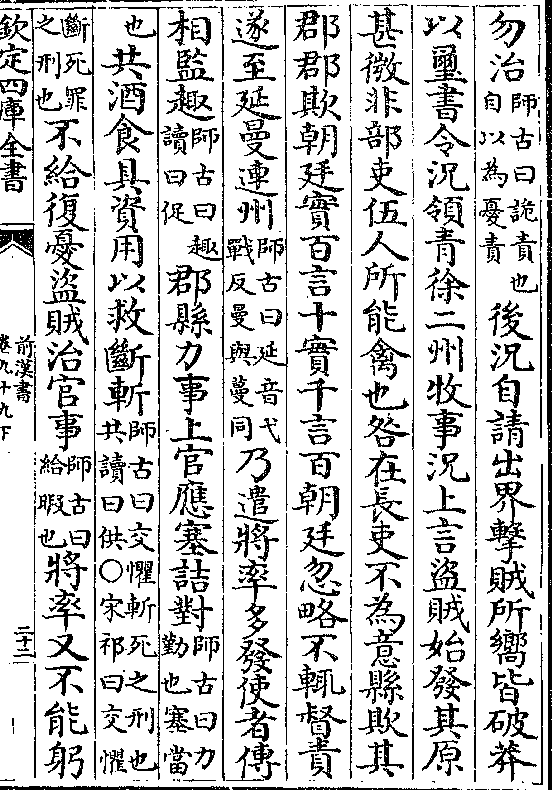 勿治師古曰詭責也自以為憂責後況自請出界擊賊所嚮皆破莽
以璽書令況領青徐二州牧事況上言盜賊始發其原
甚微非部吏伍人所能禽也咎在長吏不為意縣欺其
郡郡欺朝廷實百言十實千言百朝廷忽略不輒督責
遂至延曼連州師古曰延音弋戰反曼與蔓同乃遣將率多發使者傳
相監趣師古曰趣讀曰促郡縣力事上官應塞詰對師古曰力勤也塞當
也共酒食具資用以救斷斬師古曰交懼斬死之刑也共讀曰供○宋祁曰交懼
斷死罪之刑也不給復憂盜賊治官事師古曰給暇也將率又不能躬
欽定四庫全書
前漢書
卷九十九下
二十二